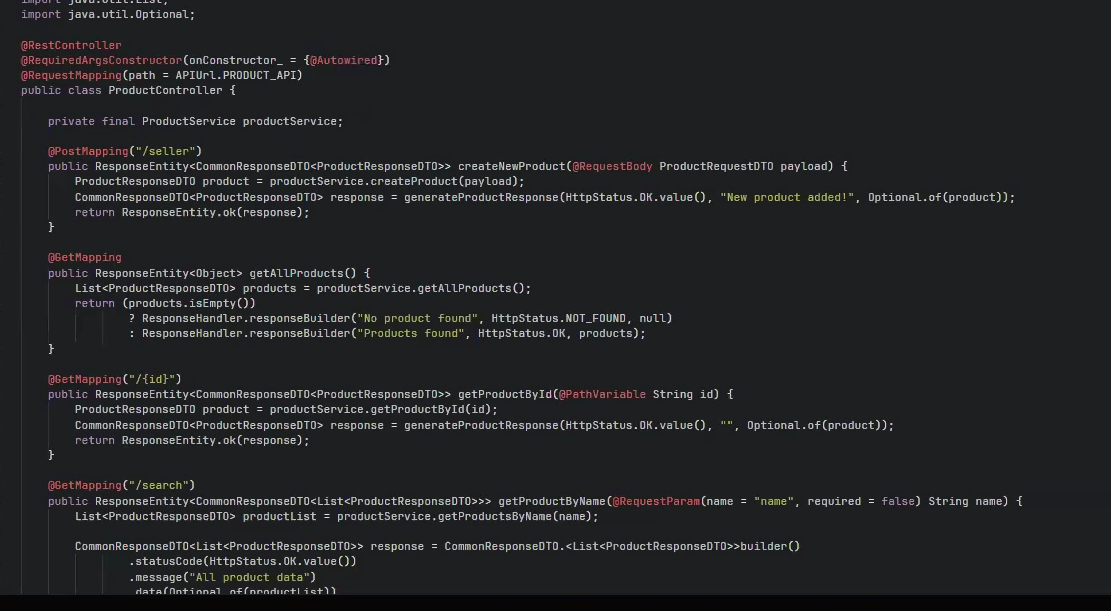 import java.util.List;
import java.util.Optional;
@RestController
@RequiredArgsConstructor(onConstructor_ = {@Autowired})
@RequestMapping(path = APIUrl.PRODUCT_API)
public class ProductController {
private final ProductService productService;
@PostMapping("/seller")
public ResponseEntity<CommonResponseDTO<ProductResponseDTO>> createNewProduct(@RequestBody ProductRequestDTO payload) {
ProductResponseDTO product = productService.createProduct(payload);
CommonResponseDTO<ProductResponseDTO> response = generateProductResponse(HttpStatus.OK.value(), "New product added!", Optional.of(product));
return ResponseEntity.ok(response);
}
@GetMapping
public ResponseEntity<Object> getAllProducts() {
List<ProductResponseDTO> products = productService.getAllProducts();
return (products.isEmpty())
? ResponseHandler.responseBuilder("No product found", HttpStatus.NOT_FOUND, null)
: ResponseHandler.responseBuilder("Products found", HttpStatus.OK, products);
}
@GetMapping("/{id}")
public ResponseEntity<CommonResponseDTO<ProductResponseDTO>> getProductById(@PathVariable String id) {
ProductResponseDTO product = productService.getProductById(id);
CommonResponseDTO<ProductResponseDTO> response = generateProductResponse(HttpStatus.OK.value(), "", Optional.of(product));
return ResponseEntity.ok(response);
}
@GetMapping("/search")
public ResponseEntity<CommonResponseDTO<List<ProductResponseDTO>>> getProductByName(@RequestParam(name = "name", required = false) String name) {
List<ProductResponseDTO> productList = productService.getProductsByName(name);
CommonResponseDTO<List<ProductResponseDTO>> response = CommonResponseDTO.<List<ProductResponseDTO>>builder()
.statusCode(HttpStatus.OK.value())
.message("All product data")
.data(Optional.of(productList))